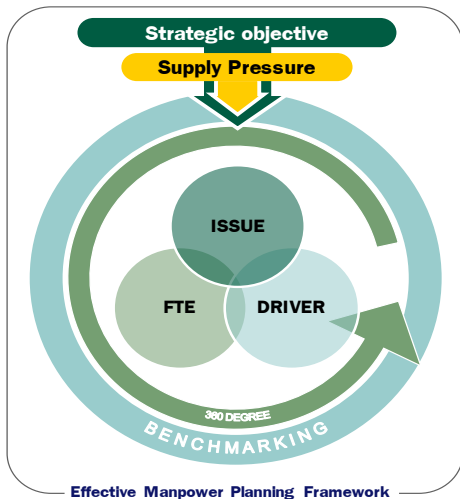 Strategic objective
Supply Pressure
ISSUE
FTE
DRIVER
360 DEGREE
BENCHMARKING
Effective Manpower Planning Framework